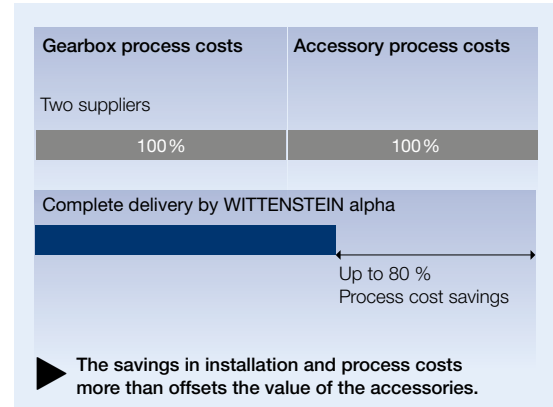 Gearbox process costs
Accessory process costs
Two suppliers
100 %
100 %
Complete delivery by WITTENSTEIN alpha
Up to 80 %
Process cost savings
The savings in installation and process costs
more than offsets the value of the accessories.